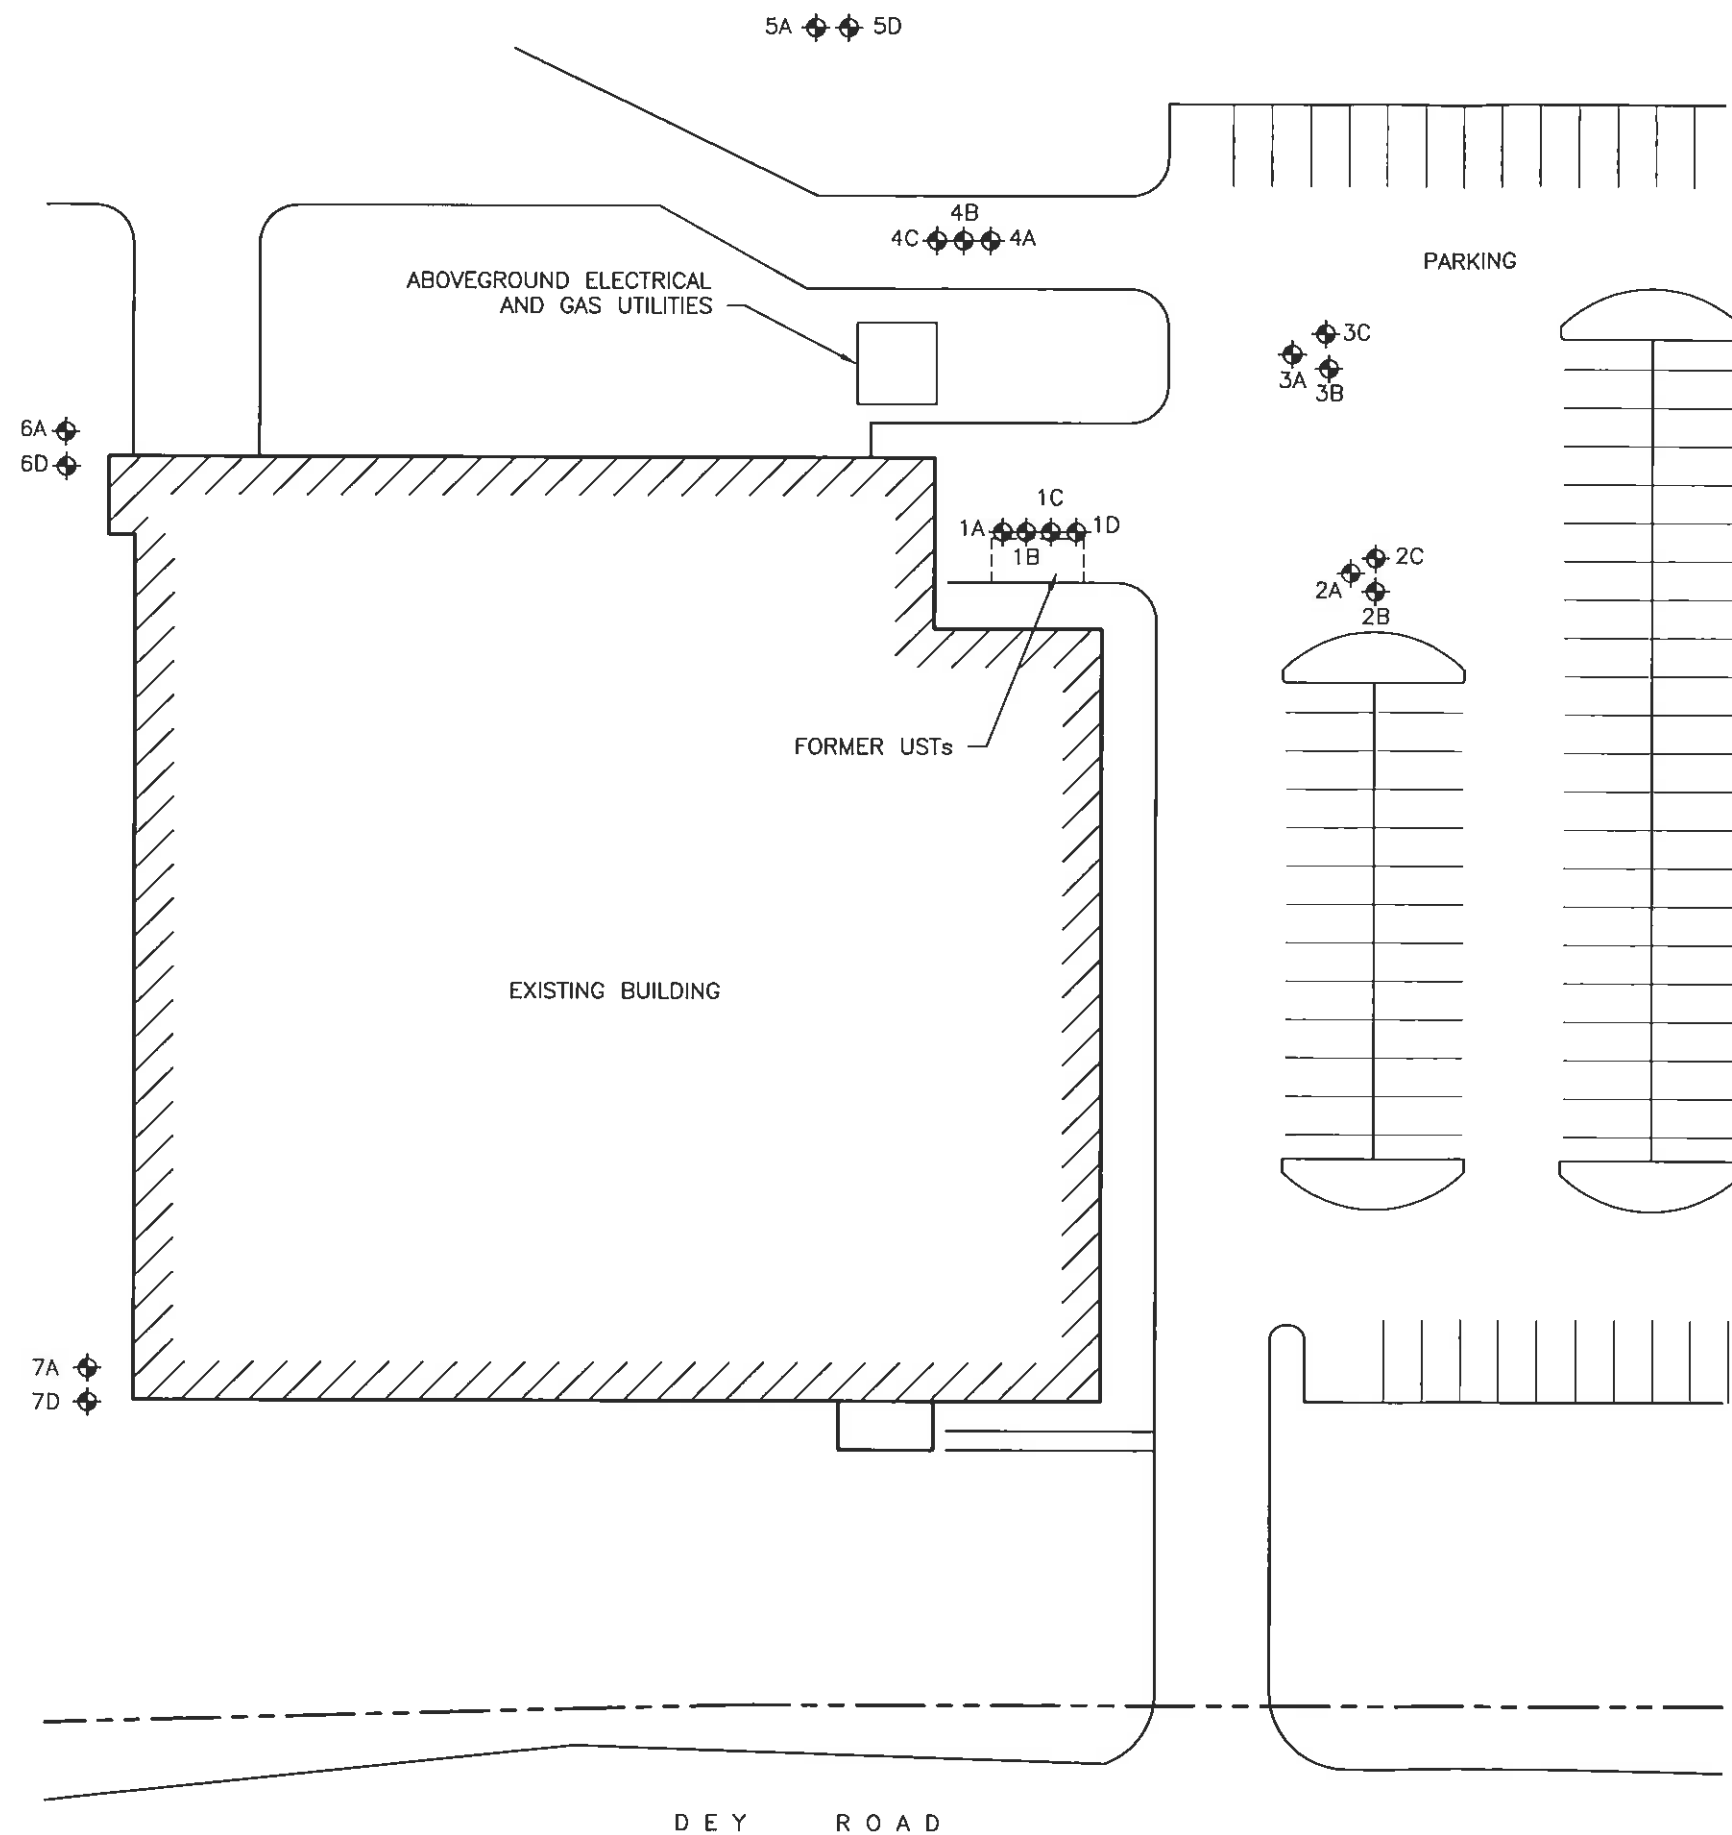 5A 5D
4B
4C 4A
PARKING
ABOVEGROUND ELECTRICAL
AND GAS UTILITIES
3C
3A
3B
6A
6D
1C
1A 1D
1B
2C
2A
2B
FORMER USTs
EXISTING BUILDING
7A
7D
DEY ROAD